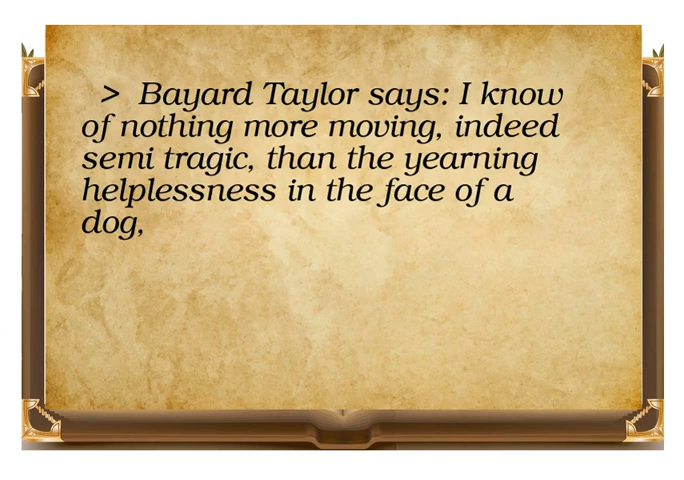 > Bayard Taylor says: I know
of nothing more moving, indeed
semi tragic, than the yearning
helplessness in the face of a
dog,